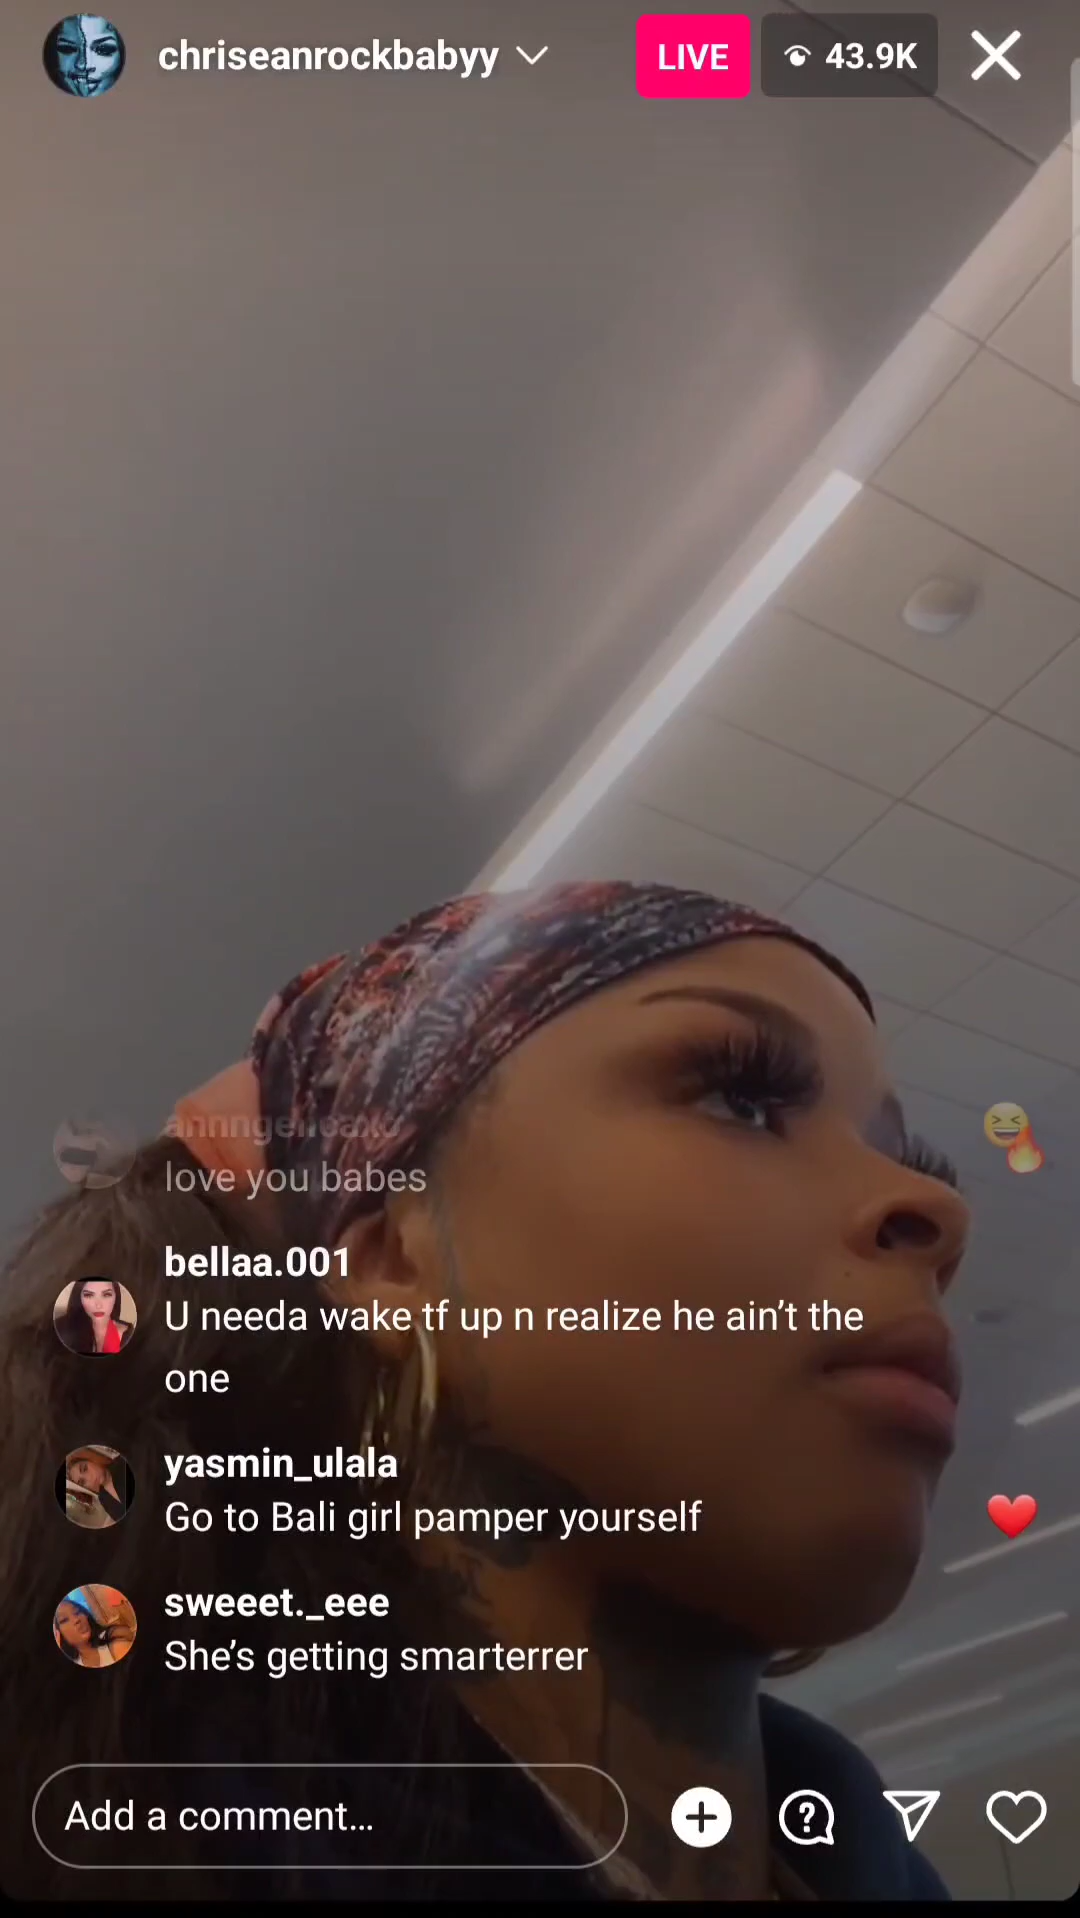 chriseanrockbabyy
LIVE
43.9K
love you babes
bellaa.001
U needa wake tf up n realize he ain't the
one
yasmin_ulala
Go to Bali girl pamper yourself
sweeet._eee
She's getting smarterrer
Add a comment...